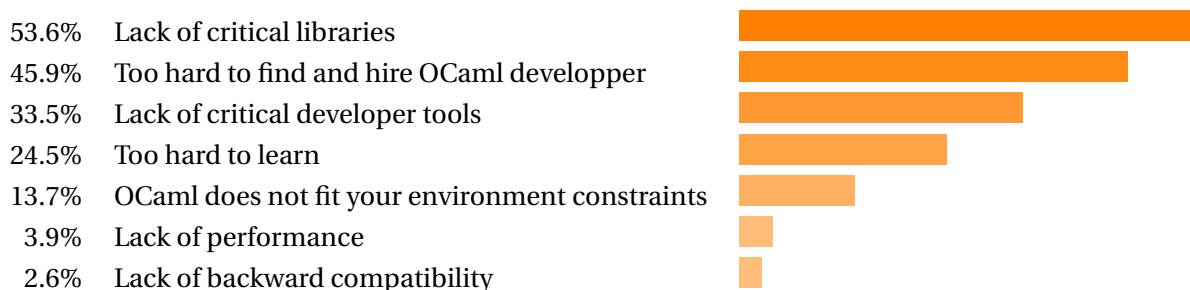 53.6% Lack of critical libraries
45.9% Too hard to find and hire OCaml developper
33.5% Lack of critical developer tools
24.5% Too hard to learn
13.7% OCaml does not fit your environment constraints
3.9% Lack of performance
2.6% Lack of backward compatibility